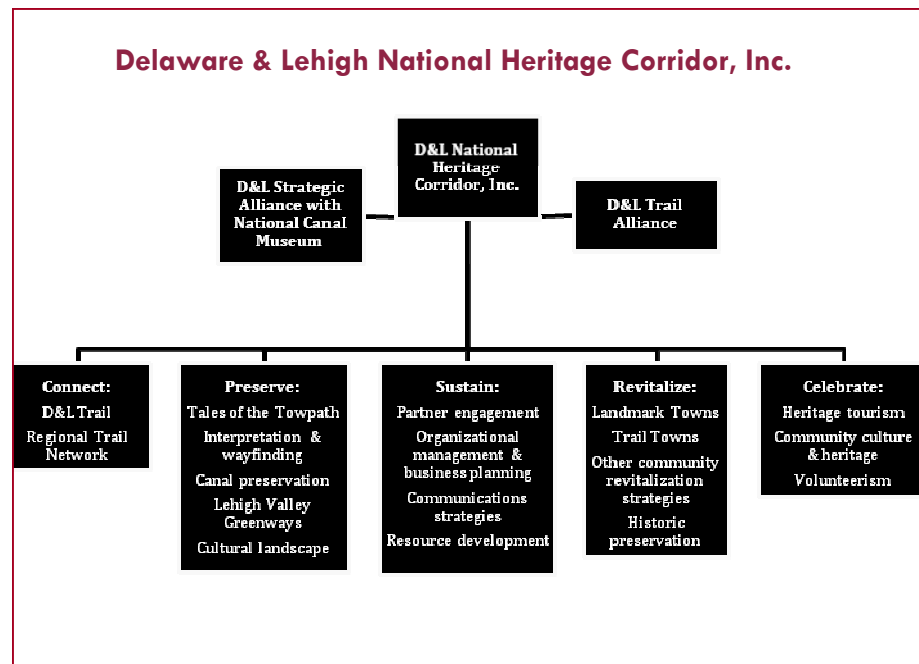 Delaware & Lehigh National Heritage Corridor, Inc.
D&L National
Heritage
Corridor, Inc.
D&L Strategic
Alliance with
National Canal
Museum
D&L Trail
Alliance
Connect:
D&L Trail
Regional Trail
Network
Preserve:
Tales of the Towpath
Interpretation &
wayfinding
Canal preservation
Lehigh Valley
Greenways
Cultural landscape
Sustain:
Partner engagement
Organizational
management &
business planning
Communications
strategies
Resource development
Revitalize:
Landmark Towns
Trail Towns
Other community
revitalization
strategies
Historic
preservation
Celebrate:
Heritage tourism
Community culture
& heritage
Volunteerism